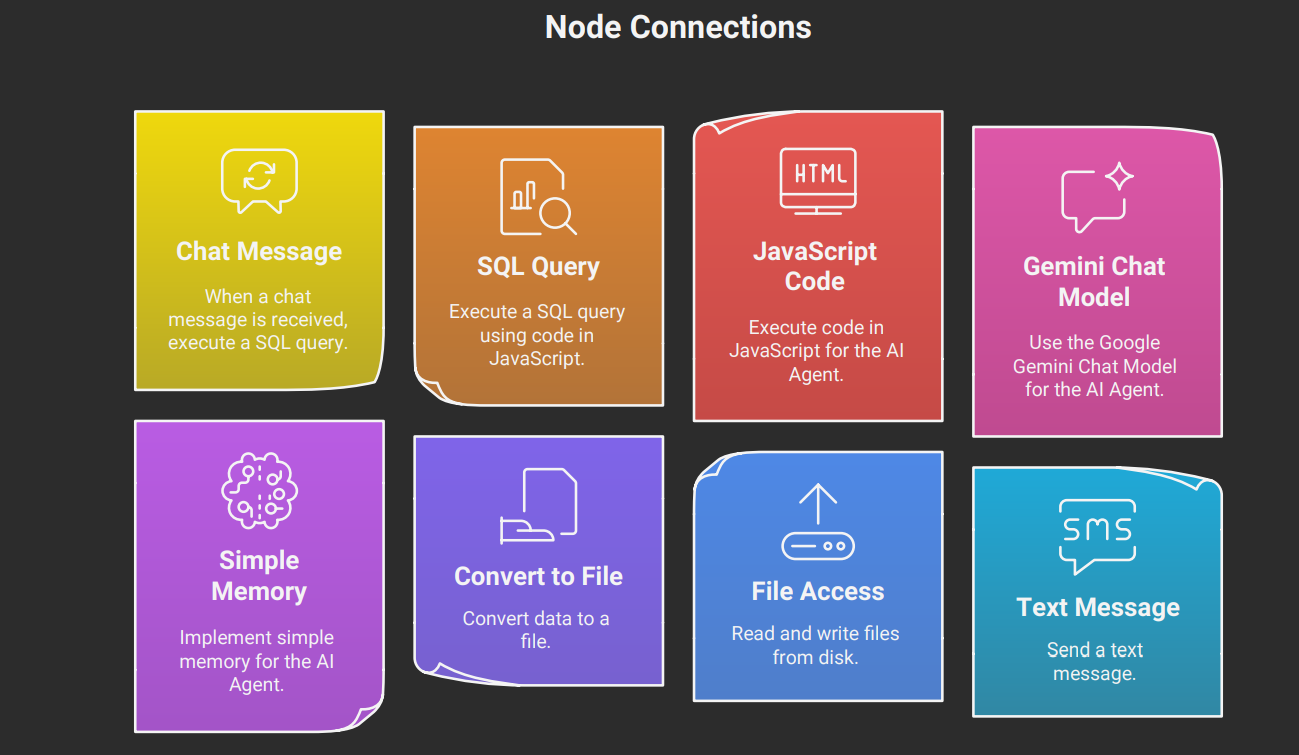 Node Connections
Chat Message
When a chat
message is received,
execute a SQL query.
SQL Query
Execute a SQL query
using code in
JavaScript.
HTML
JavaScript
Code
Execute code in
JavaScript for the AI
Agent.
Gemini Chat
Model
Use the Google
Gemini Chat Model
for the AI Agent.
Simple
Memory
Implement simple
memory for the AI
Agent.
Convert to File
Convert data to a
file.
File Access
Read and write files
from disk.
SMS
Text Message
Send a text
message.